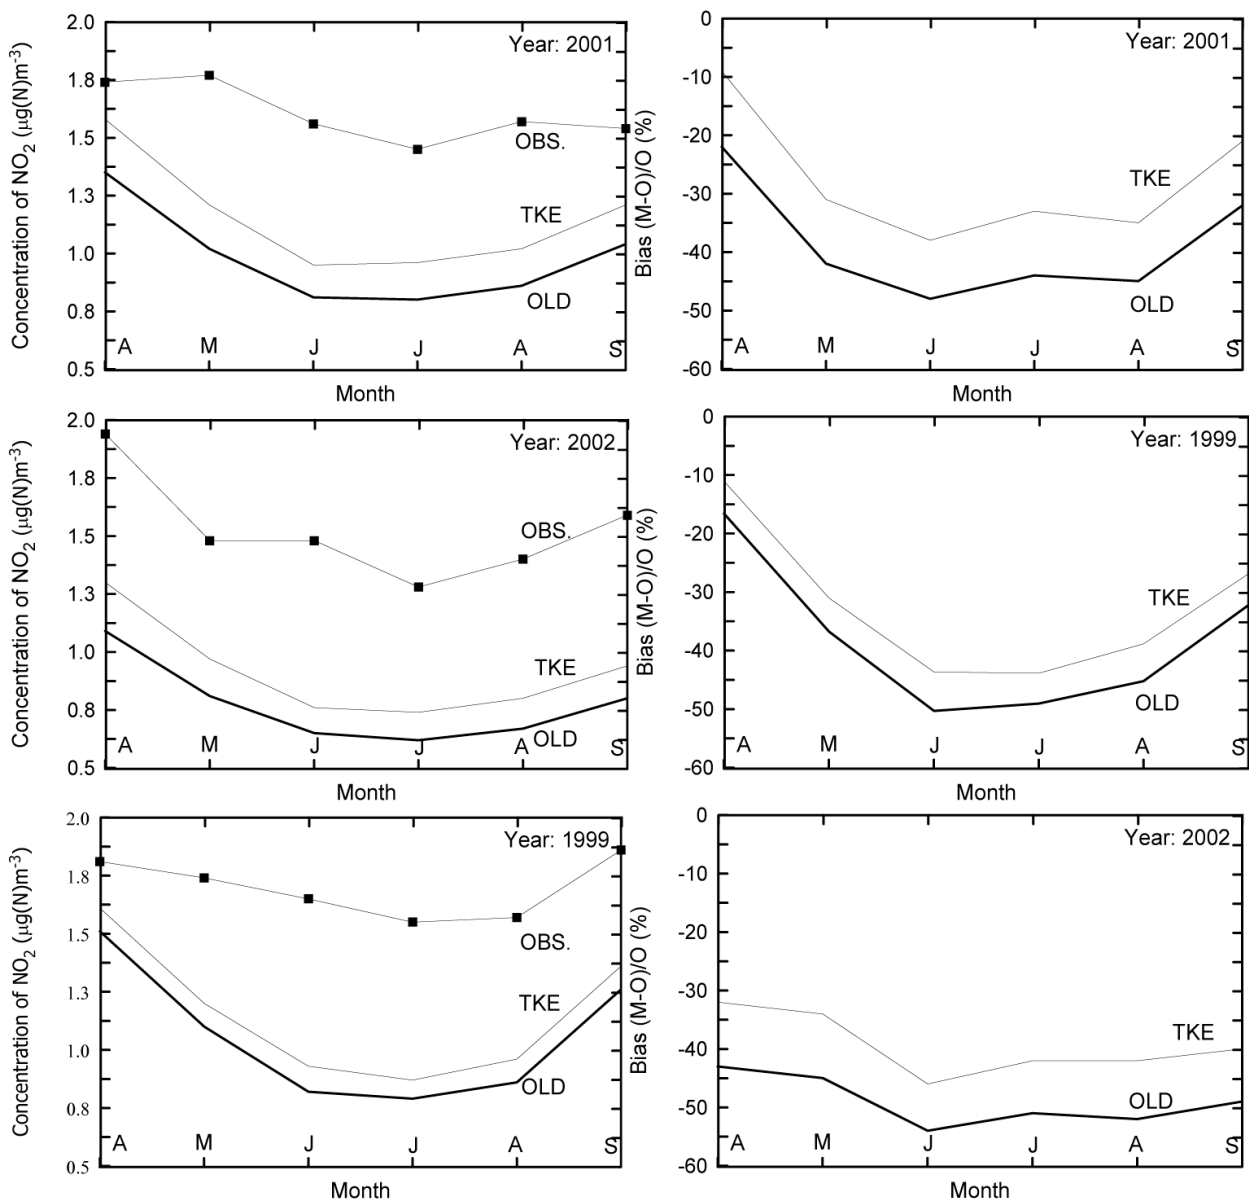 Concentration of NO2 (μg(N)m-3)
2.0
1.8
1.5
1.3
1.0
0.8
0.5
Year: 2001
OBS.
TKE
OLD
A M J J A S
Month
Bias (M-O)/O (%)
0
-10
-20
-30
-40
-50
-60
Year: 2001
TKE
OLD
A M J J A S
Month
Concentration of NO2 (μg(N)m-3)
2.0
1.8
1.5
1.3
1.0
0.8
0.5
Year: 2002
OBS.
TKE
OLD
A M J J A S
Month
Bias (M-O)/O (%)
0
-10
-20
-30
-40
-50
-60
Year: 1999
TKE
OLD
A M J J A S
Month
Concentration of NO2 (μg(N)m-3)
2.0
1.8
1.5
1.3
1.0
0.8
0.5
Year: 1999
OBS.
TKE
OLD
A M J J A S
Month
Bias (M-O)/O (%)
0
-10
-20
-30
-40
-50
-60
Year: 2002
TKE
OLD
A M J J A S
Month